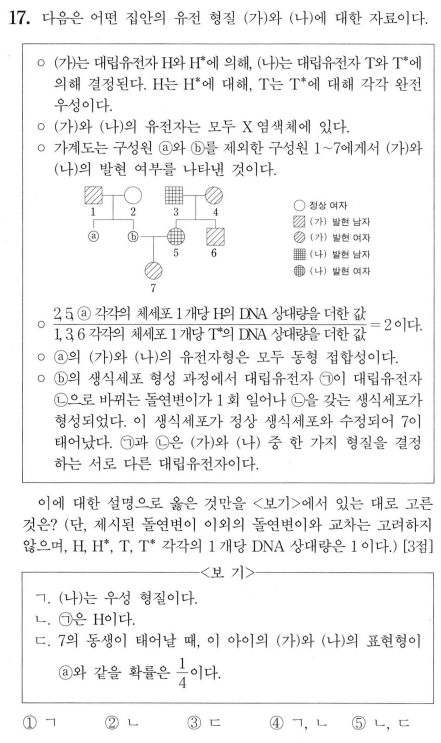 17. 다음은 어떤 집안의 유전 형질 (가)와 (나)에 대한 자료이다.
○ (가)는 대립유전자 H와 H*에 의해, (나)는 대립유전자 T와 T*에
의해 결정된다. H는 H*에 대해, T는 T*에 대해 각각 완전
우성이다.
○ (가)와 (나)의 유전자는 모두 X 염색체에 있다.
○ 가계도는 구성원 ⓐ와 ⓑ를 제외한 구성원 1~7에게서 (가)와
(나)의 발현 여부를 나타낸 것이다.
1 2 3 4
ⓐ ⓑ 5 6
7
정상 여자
(가) 발현 남자
(가) 발현 여자
(나) 발현 남자
(나) 발현 여자
○ 2, 5, ⓐ 각각의 체세포 1개당 H의 DNA 상대량을 더한 값
1, 3, 6 각각의 체세포 1개당 T*의 DNA 상대량을 더한 값
=2이다.
○ ⓐ의 (가)와 (나)의 유전자형은 모두 동형 접합성이다.
○ ⓑ의 생식세포 형성 과정에서 대립유전자 ㉠이 대립유전자
㉡으로 바뀌는 돌연변이가 1회 일어나 ㉡을 갖는 생식세포가
형성되었다. 이 생식세포가 정상 생식세포와 수정되어 7이
태어났다. ㉠과 ㉡은 (가)와 (나) 중 한 가지 형질을 결정
하는 서로 다른 대립유전자이다.
이에 대한 설명으로 옳은 것만을 <보기>에서 있는 대로 고른
것은? (단, 제시된 돌연변이 이외의 돌연변이와 교차는 고려하지
않으며, H, H*, T, T* 각각의 1개당 DNA 상대량은 1이다.) [3점]
<보 기>
ㄱ. (나)는 우성 형질이다.
ㄴ. ㉠은 H이다.
ㄷ. 7의 동생이 태어날 때, 이 아이의 (가)와 (나)의 표현형이
ⓐ와 같을 확률은 1/4이다.
① ㄱ ② ㄴ ③ ㄷ ④ ㄱ, ㄴ ⑤ ㄴ, ㄷ